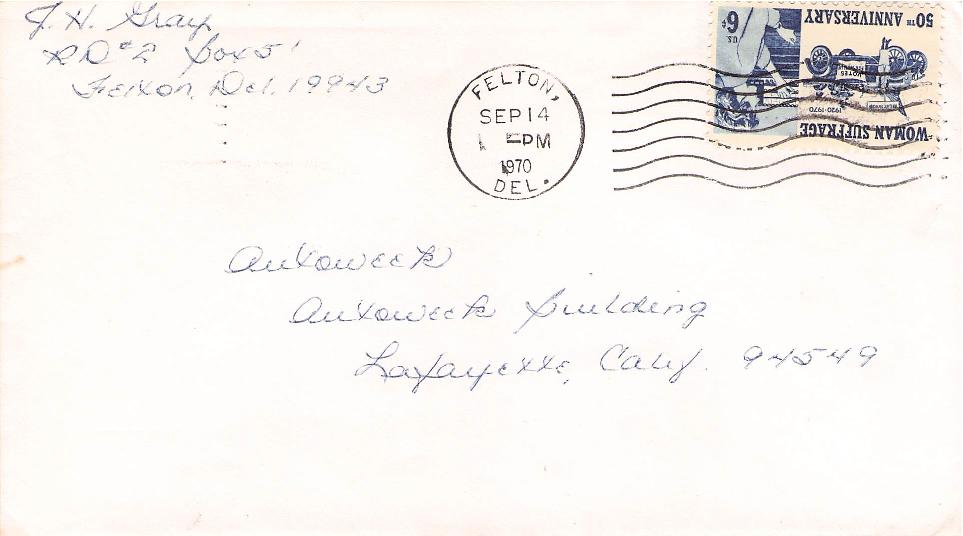 J. H. Gray
RD #2 Box 51
Felton, Del. 19943
FELTON,
SEP 14
PM
1970
DEL.
50TH ANNIVERSARY
U.S. 6¢
VOTES
1920-1970
WOMAN SUFFRAGE
Autoweek
Autoweek Building
Lafayette, Calif. 94549